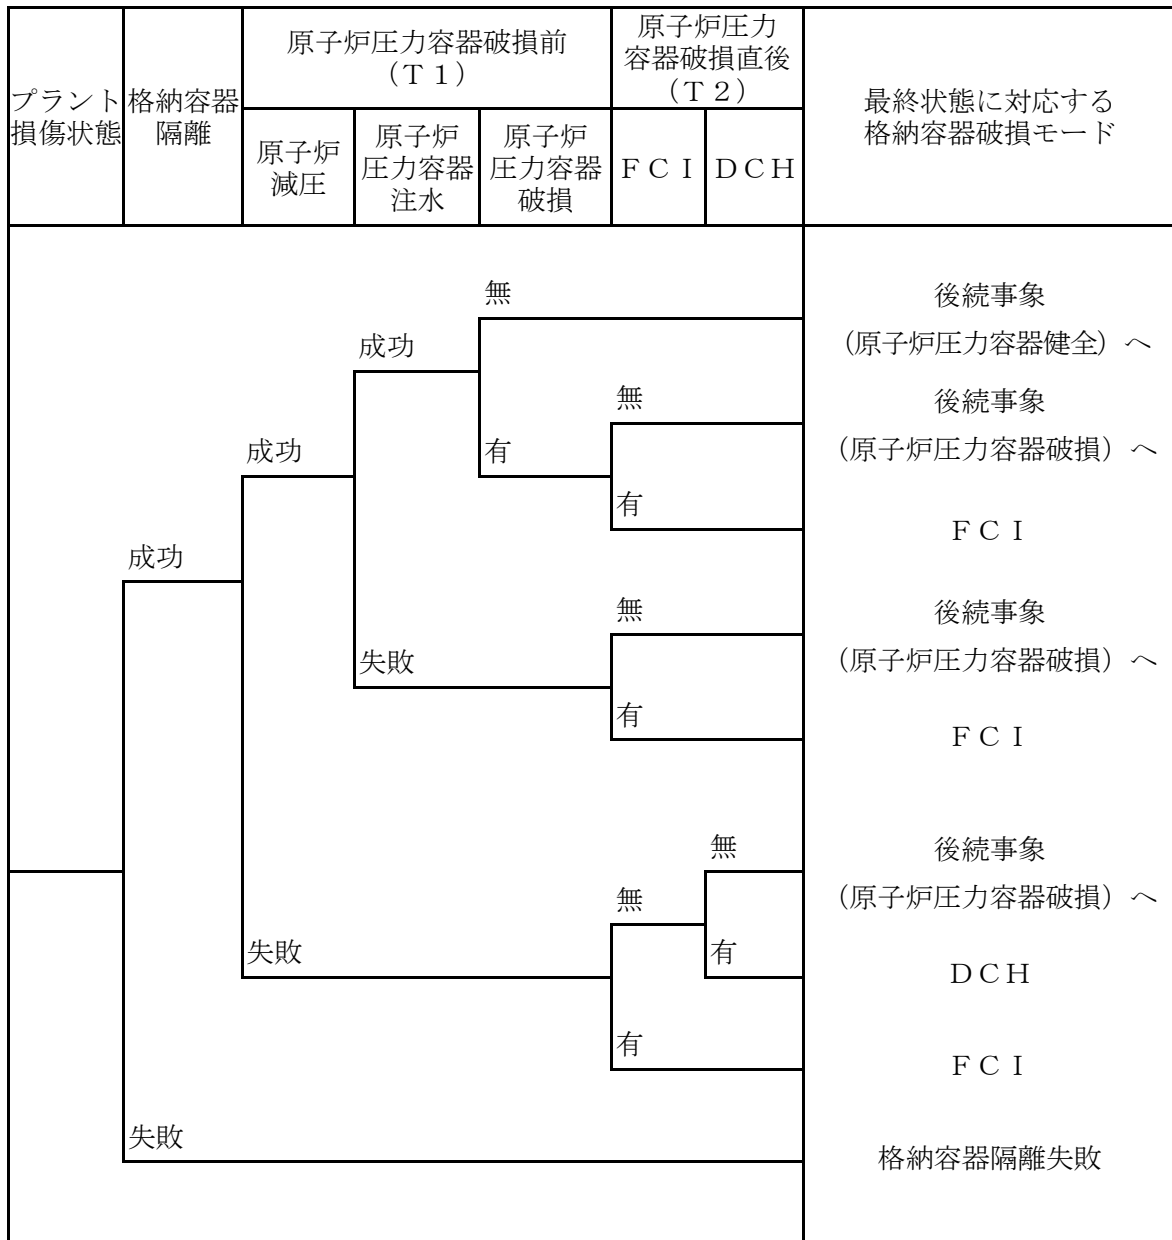 プラント
損傷状態
格納容器
隔離
原子炉圧力容器破損前
(Ｔ１)
原子炉
減圧
原子炉
圧力容器
注水
原子炉
圧力容器
破損
原子炉圧力
容器破損直後
(Ｔ２)
ＦＣＩ
ＤＣＨ
最終状態に対応する
格納容器破損モード
無
後続事象
(原子炉圧力容器健全）へ
成功
無
後続事象
成功
有
（原子炉圧力容器破損）へ
有
ＦＣＩ
成功
無
後続事象
失敗
（原子炉圧力容器破損）へ
有
ＦＣＩ
無
後続事象
無
（原子炉圧力容器破損）へ
失敗
有
ＤＣＨ
有
ＦＣＩ
失敗
格納容器隔離失敗